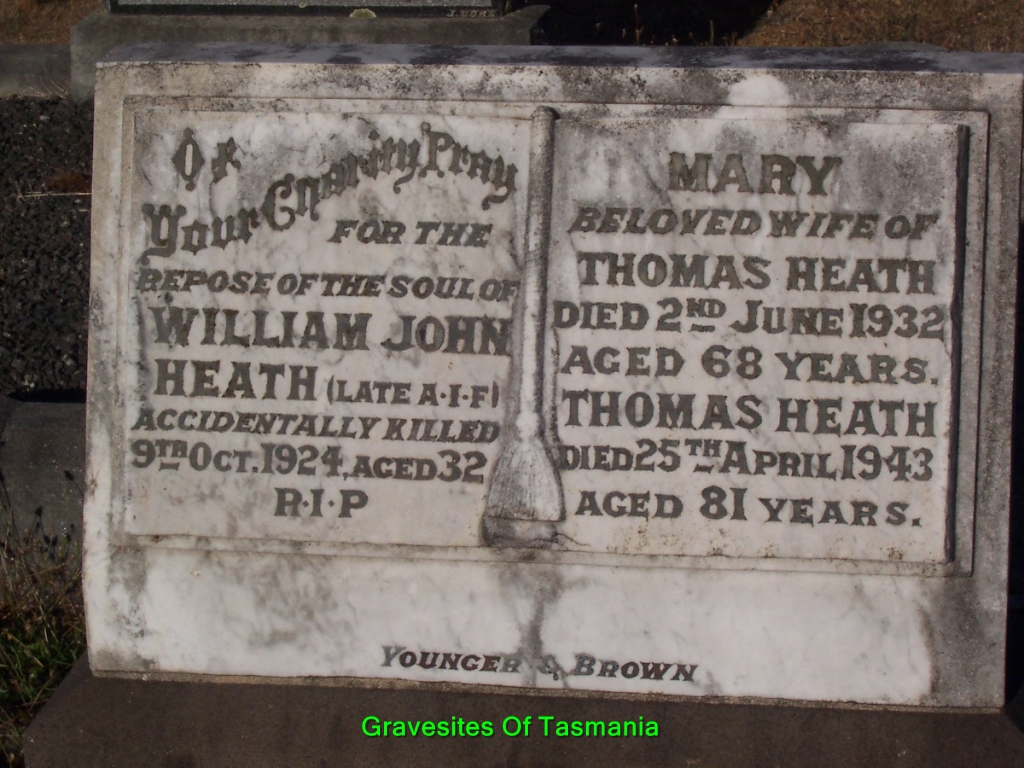 J. GORE
Of
Your Charity Pray
FOR THE
REPOSE OF THE SOUL OF
WILLIAM JOHN
HEATH (LATE A·I·F)
ACCIDENTALLY KILLED
9TH OCT. 1924, AGED 32
R·I·P
MARY
BELOVED WIFE OF
THOMAS HEATH
DIED 2ND JUNE 1932
AGED 68 YEARS.
THOMAS HEATH
DIED 25TH APRIL 1943
AGED 81 YEARS.
YOUNGER & BROWN
Gravesites Of Tasmania